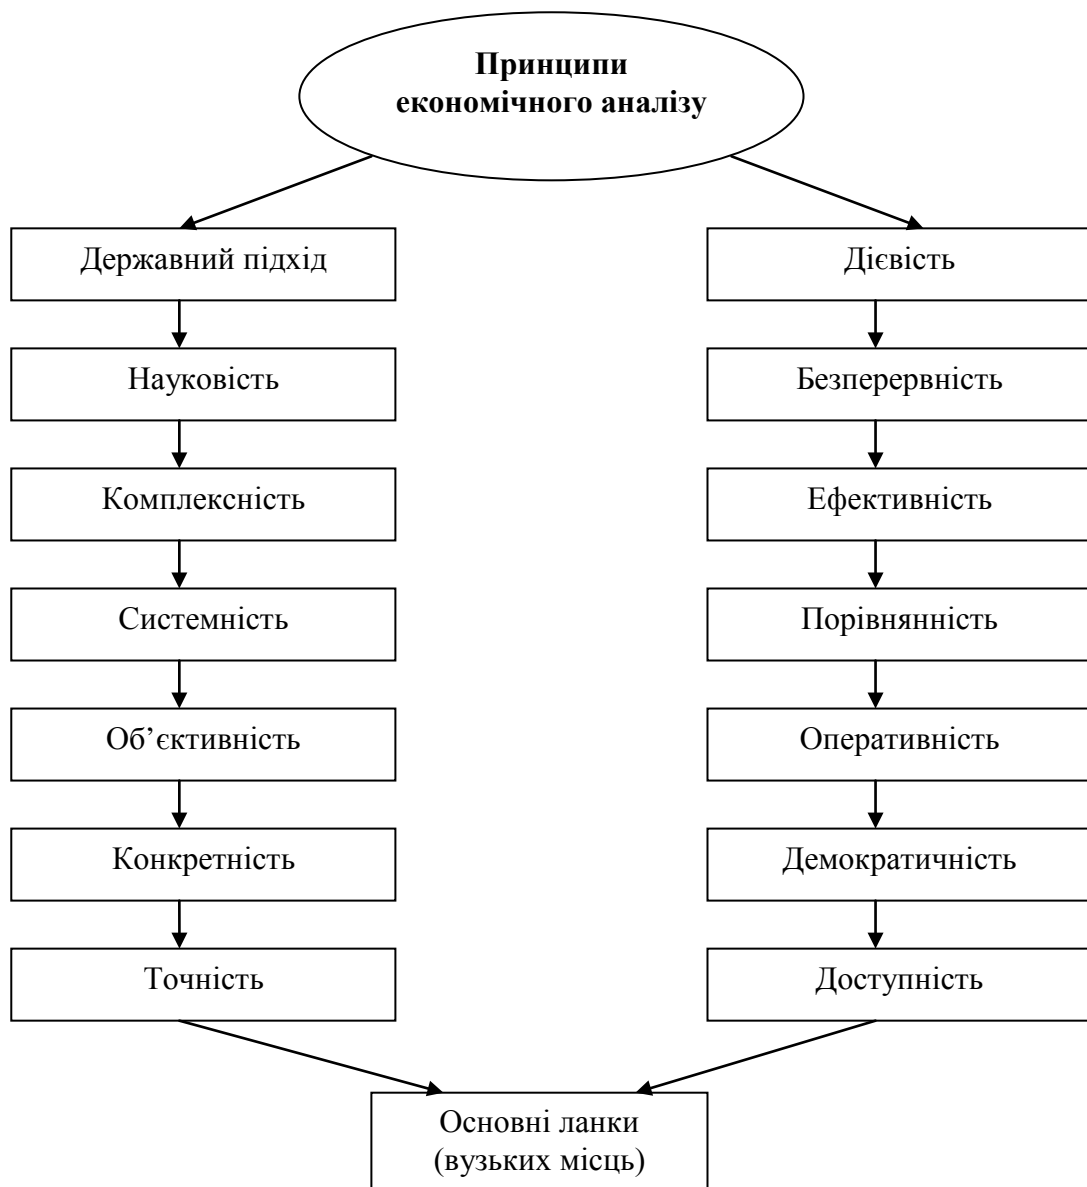 Принципи
економічного аналізу
Державний підхід
Науковість
Комплексність
Системність
Об’єктивність
Конкретність
Точність
Дієвість
Безперервність
Ефективність
Порівнянність
Оперативність
Демократичність
Доступність
Основні ланки
(вузьких місць)